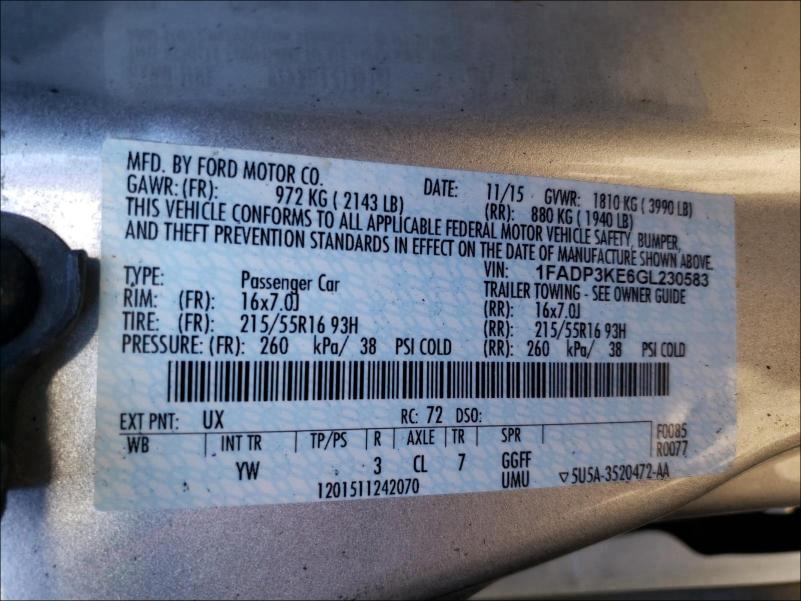 MFD. BY FORD MOTOR CO. DATE: 11/15 GVWR: 1810 KG ( 3990 LB)
GAWR: (FR): 972 KG ( 2143 LB) (RR): 880 KG ( 1940 LB)
THIS VEHICLE CONFORMS TO ALL APPLICABLE FEDERAL MOTOR VEHICLE SAFETY, BUMPER,
AND THEFT PREVENTION STANDARDS IN EFFECT ON THE DATE OF MANUFACTURE SHOWN ABOVE.
VIN: 1FADP3KE6GL230583
TYPE: Passenger Car TRAILER TOWING - SEE OWNER GUIDE
RIM: (FR): 16x7.0J (RR): 16x7.0J
TIRE: (FR): 215/55R16 93H (RR): 215/55R16 93H
PRESSURE: (FR): 260 kPa/ 38 PSI COLD (RR): 260 kPa/ 38 PSI COLD
EXT PNT: UX RC: 72 DSO:
WB INT TR TP/PS R AXLE TR SPR F0085
R0077
YW 3 CL 7 GGFF
UMU
1201511242070 ▽5U5A-3520472-AA